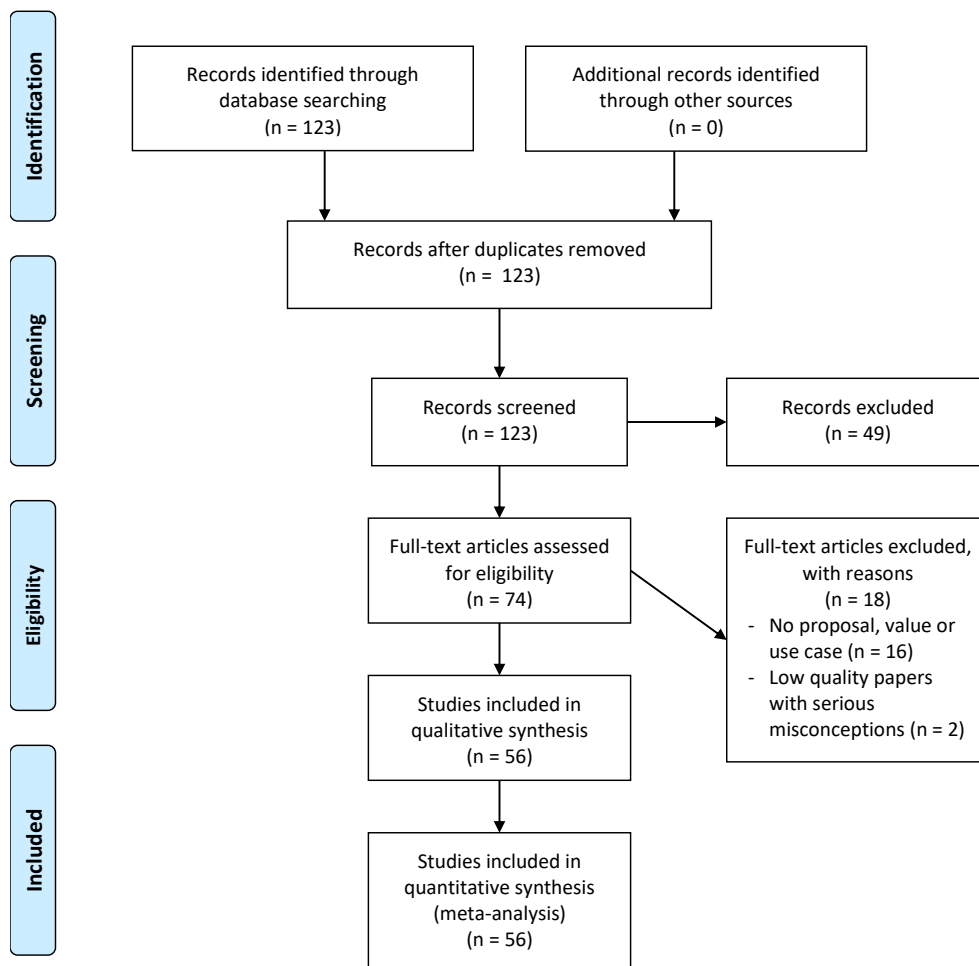 Identification
Records identified through
database searching
(n = 123)
Additional records identified
through other sources
(n = 0)
Records after duplicates removed
(n = 123)
Screening
Records screened
(n = 123)
Records excluded
(n = 49)
Eligibility
Full-text articles assessed
for eligibility
(n = 74)
Full-text articles excluded,
with reasons
(n = 18)
- No proposal, value or
use case (n = 16)
- Low quality papers
with serious
misconceptions (n = 2)
Studies included in
qualitative synthesis
(n = 56)
Included
Studies included in
quantitative synthesis
(meta-analysis)
(n = 56)